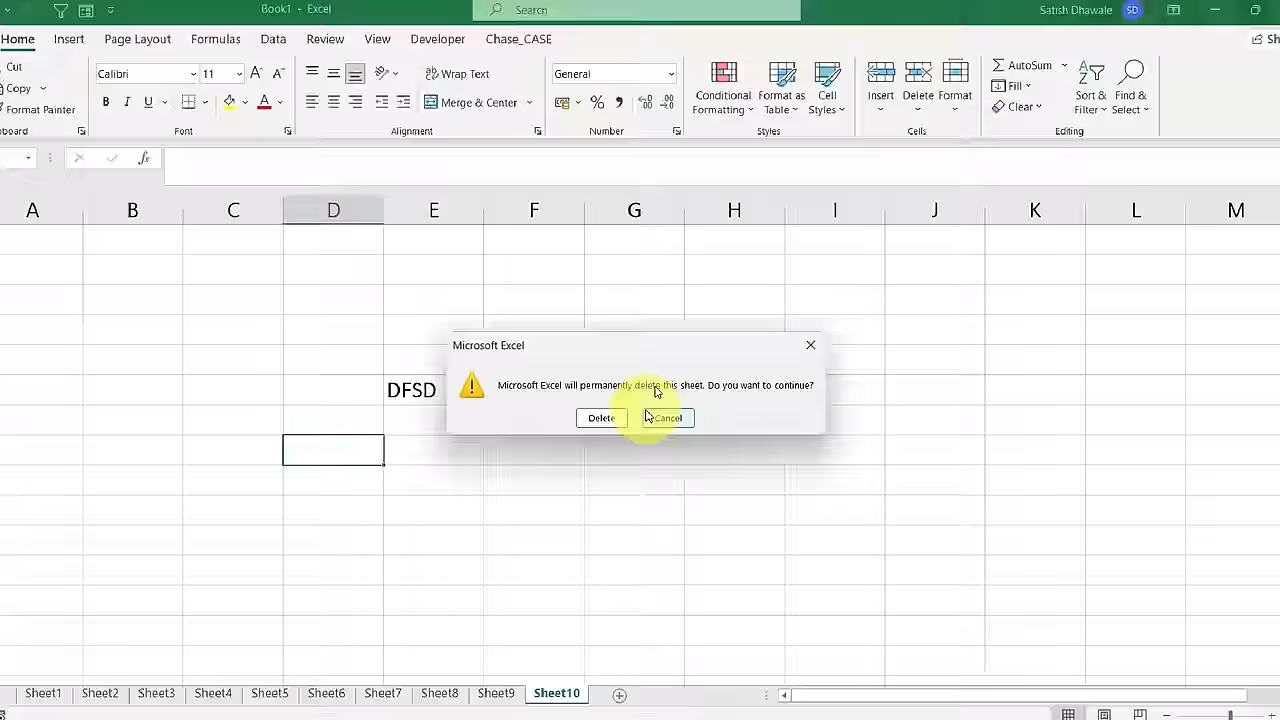 Book1 - Excel
Search
Satish Dhawale SD
Home Insert Page Layout Formulas Data Review View Developer Chase_CASE
Cut
Copy
Format Painter
Calibri 11
Wrap Text
Merge & Center
General
Conditional Formatting
Format as Table
Cell Styles
Insert Delete Format
AutoSum
Fill
Clear
Sort & Filter
Find & Select
Font Alignment Number Styles Cells Editing
fx
A B C D E F G H I J K L M
DFSD
Microsoft Excel
Microsoft Excel will permanently delete this sheet. Do you want to continue?
Delete Cancel
Sheet1 Sheet2 Sheet3 Sheet4 Sheet5 Sheet6 Sheet7 Sheet8 Sheet9 Sheet10